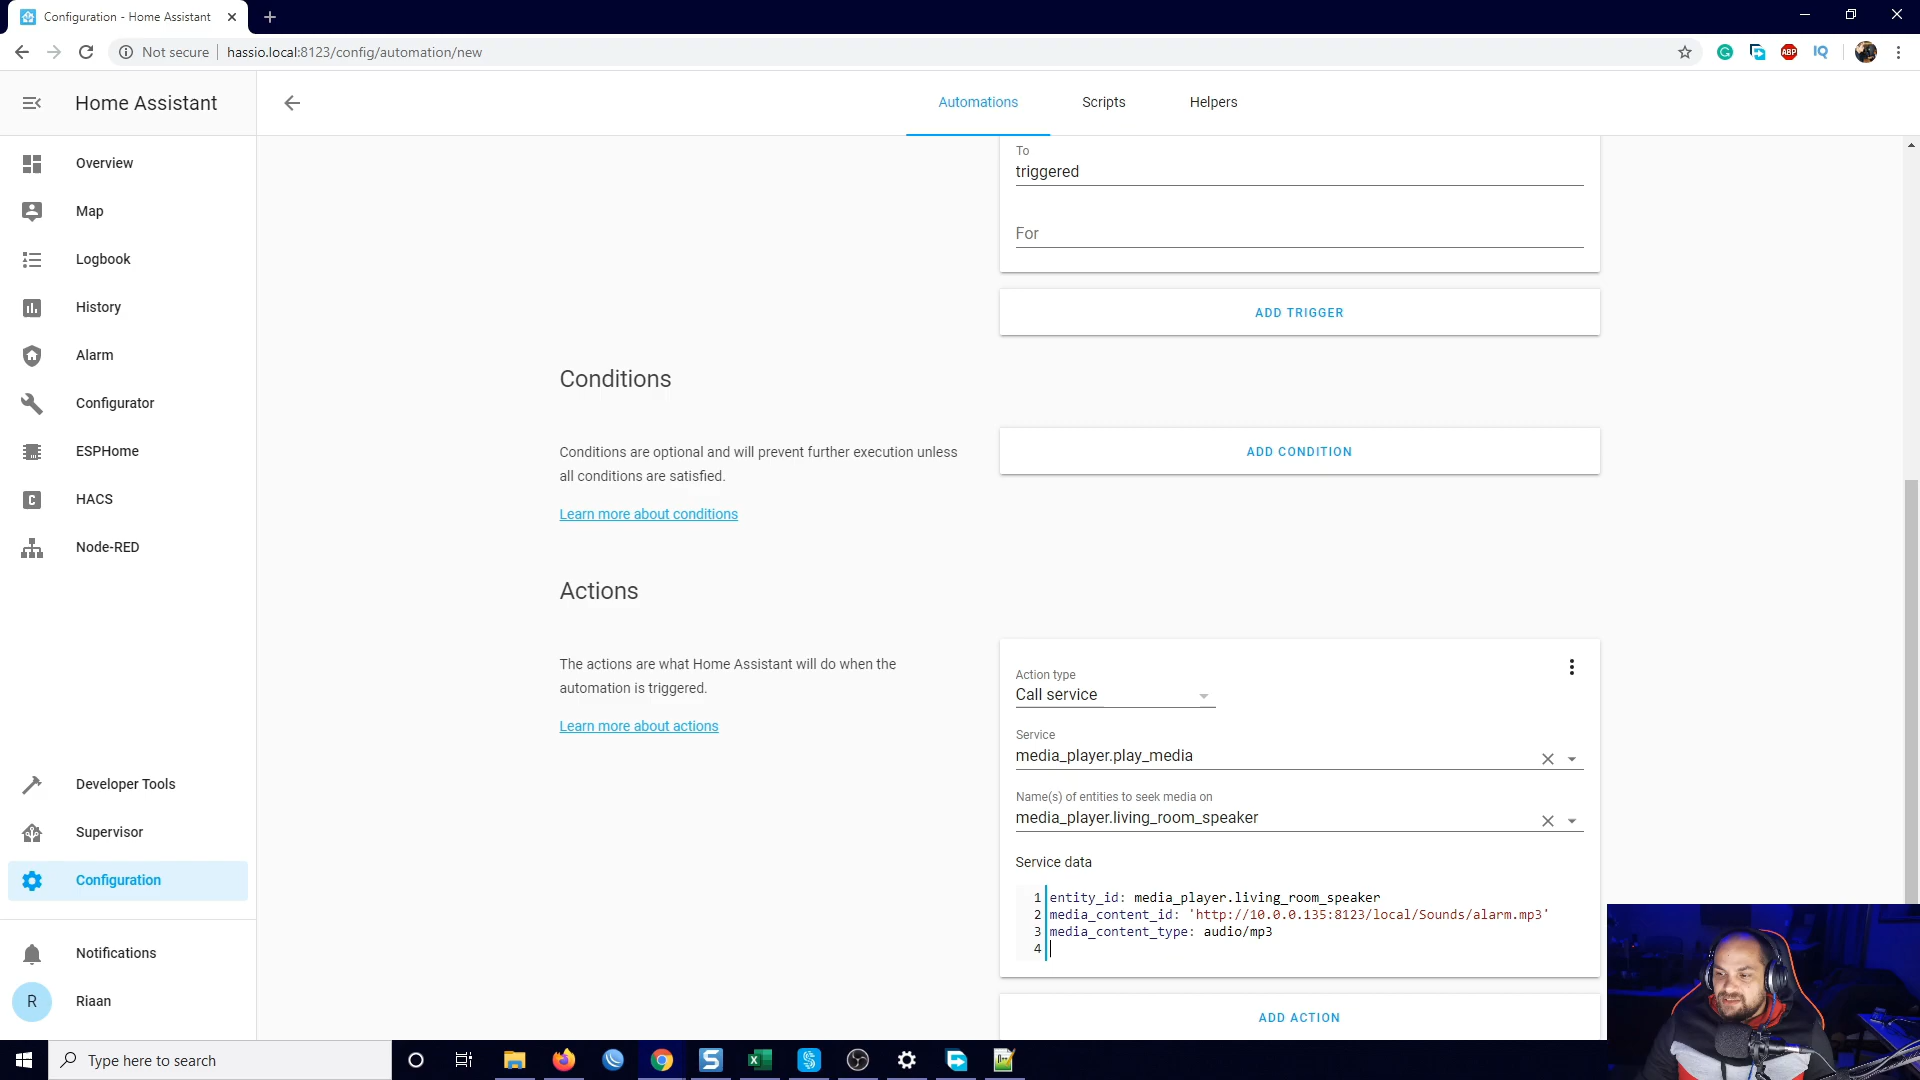 Configuration - Home Assistant
Not secure
hassio.local:8123/config/automation/new
ABP
IQ
Home Assistant
Automations
Scripts
Helpers
Overview
Map
Logbook
History
Alarm
Configurator
ESPHome
C
HACS
Node-RED
Developer Tools
Supervisor
Configuration
Notifications
R
Riaan
To
triggered
For
ADD TRIGGER
Conditions
Conditions are optional and will prevent further execution unless
all conditions are satisfied.
Learn more about conditions
ADD CONDITION
Actions
The actions are what Home Assistant will do when the
automation is triggered.
Learn more about actions
Action type
Call service
Service
media_player.play_media
Name(s) of entities to seek media on
media_player.living_room_speaker
Service data
1 entity_id: media_player.living_room_speaker
2 media_content_id: 'http://10.0.0.135:8123/local/Sounds/alarm.mp3'
3 media_content_type: audio/mp3
4
ADD ACTION
Type here to search